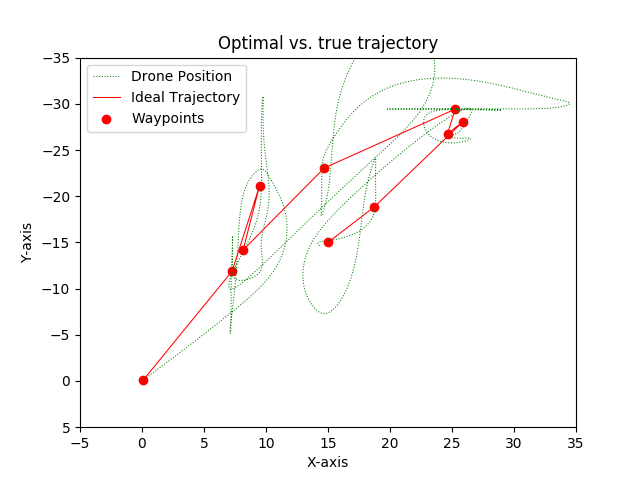 Optimal vs. true trajectory
Drone Position
Ideal Trajectory
Waypoints
Y-axis
−35
−30
−25
−20
−15
−10
−5
0
5
−5 0 5 10 15 20 25 30 35
X-axis